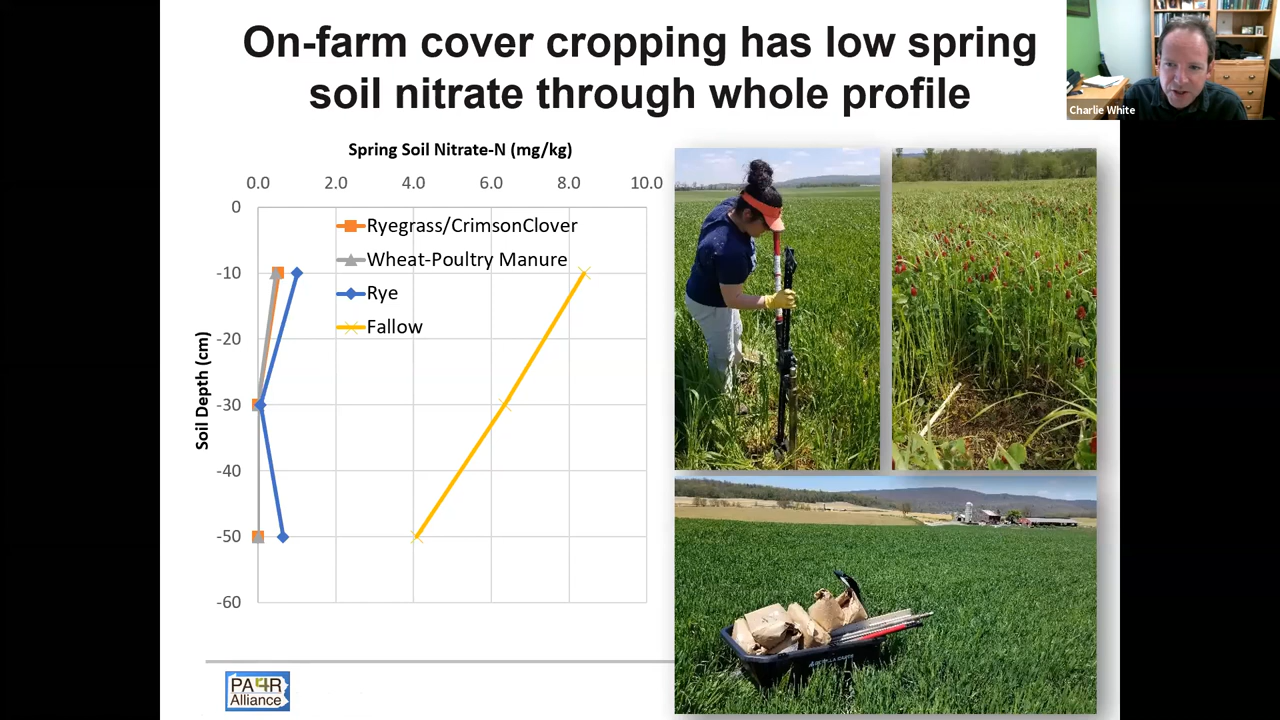 On-farm cover cropping has low spring
soil nitrate through whole profile
Charlie White
Spring Soil Nitrate-N (mg/kg)
0.0 2.0 4.0 6.0 8.0 10.0
0
-10
-20
-30
-40
-50
-60
Soil Depth (cm)
Ryegrass/CrimsonClover
Wheat-Poultry Manure
Rye
Fallow
PA4R
Alliance